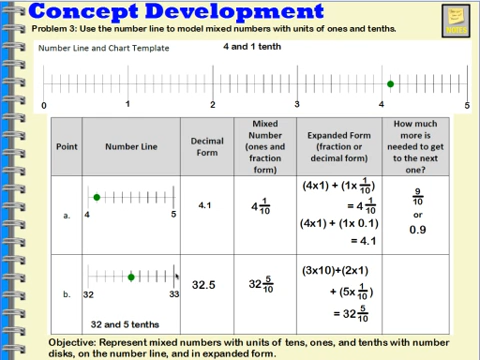 Concept Development
NOTES
Problem 3: Use the number line to model mixed numbers with units of ones and tenths.
Number Line and Chart Template
4 and 1 tenth
0 1 2 3 4 5
Point
Number Line
Decimal
Form
Mixed
Number
(ones and
fraction
form)
Expanded Form
(fraction or
decimal form)
How much
more is
needed to get
to the next
one?
a.
4 5
4.1
4 1/10
(4x1) + (1x 1/10)
= 4 1/10
(4x1) + (1x 0.1)
= 4.1
9/10
or
0.9
b.
32 33
32 and 5 tenths
32.5
32 5/10
(3x10)+(2x1)
+ (5x 1/10)
= 32 5/10
Objective: Represent mixed numbers with units of tens, ones, and tenths with number
disks, on the number line, and in expanded form.